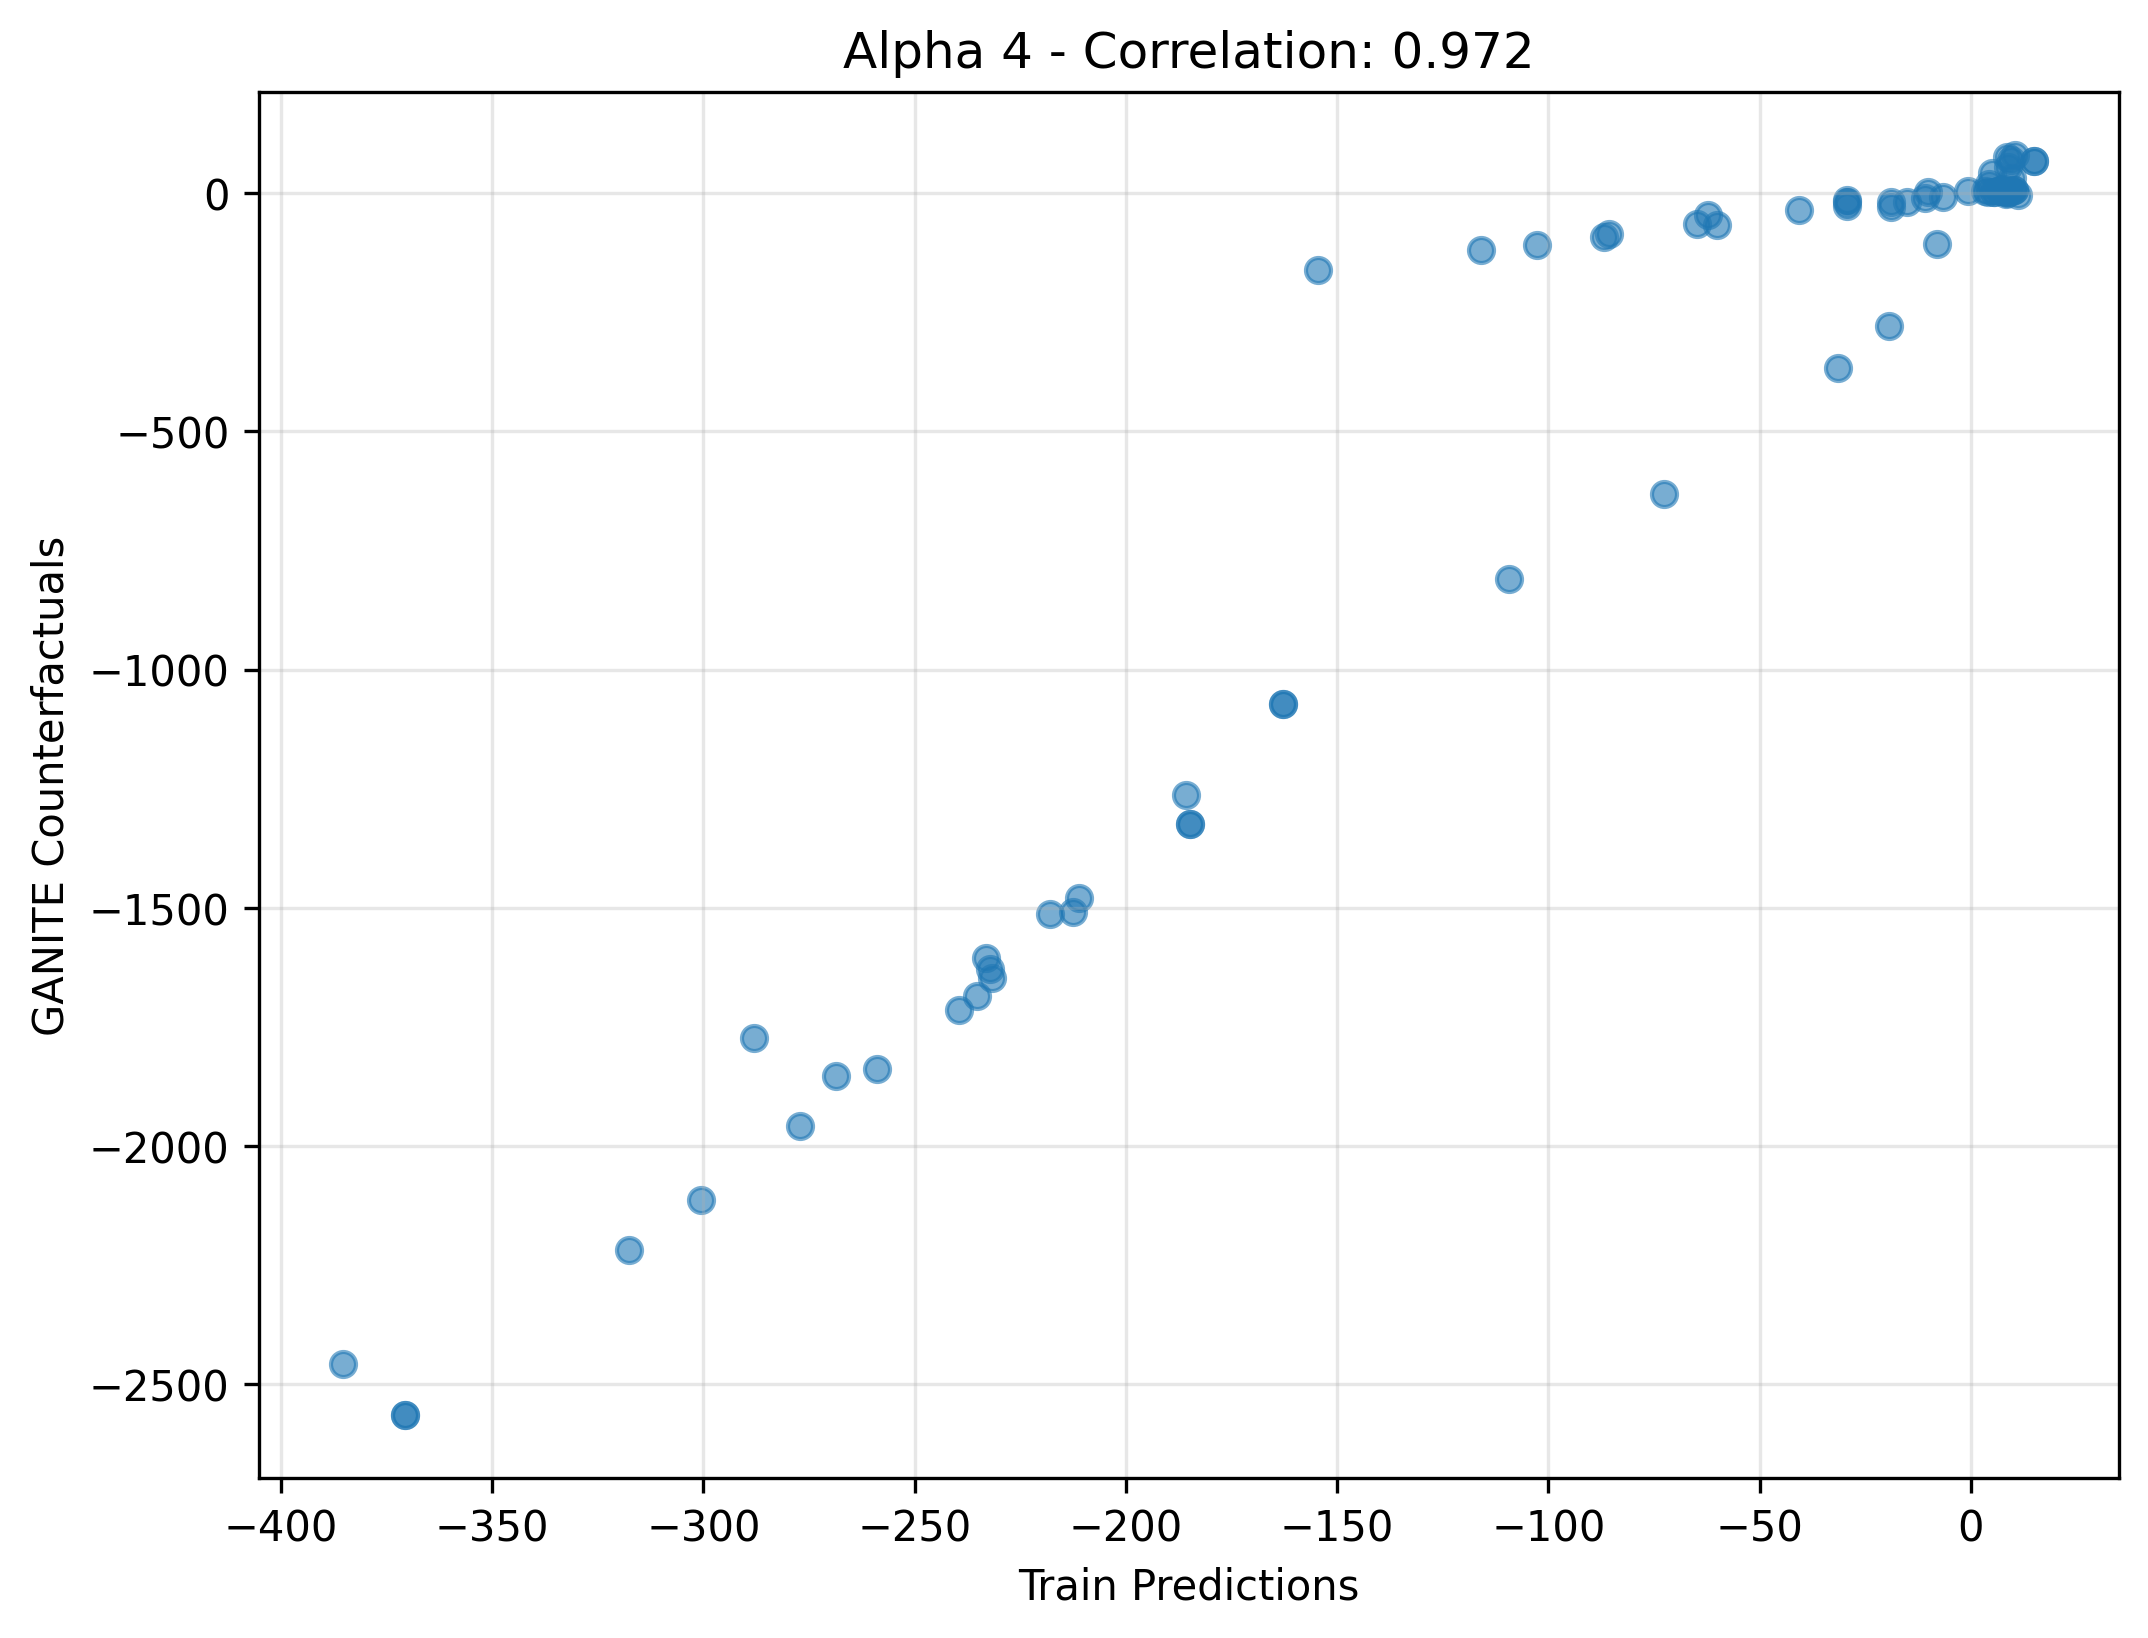 Alpha 4 - Correlation: 0.972
0
−500
−1000
−1500
−2000
−2500
GANITE Counterfactuals
−400 −350 −300 −250 −200 −150 −100 −50 0
Train Predictions